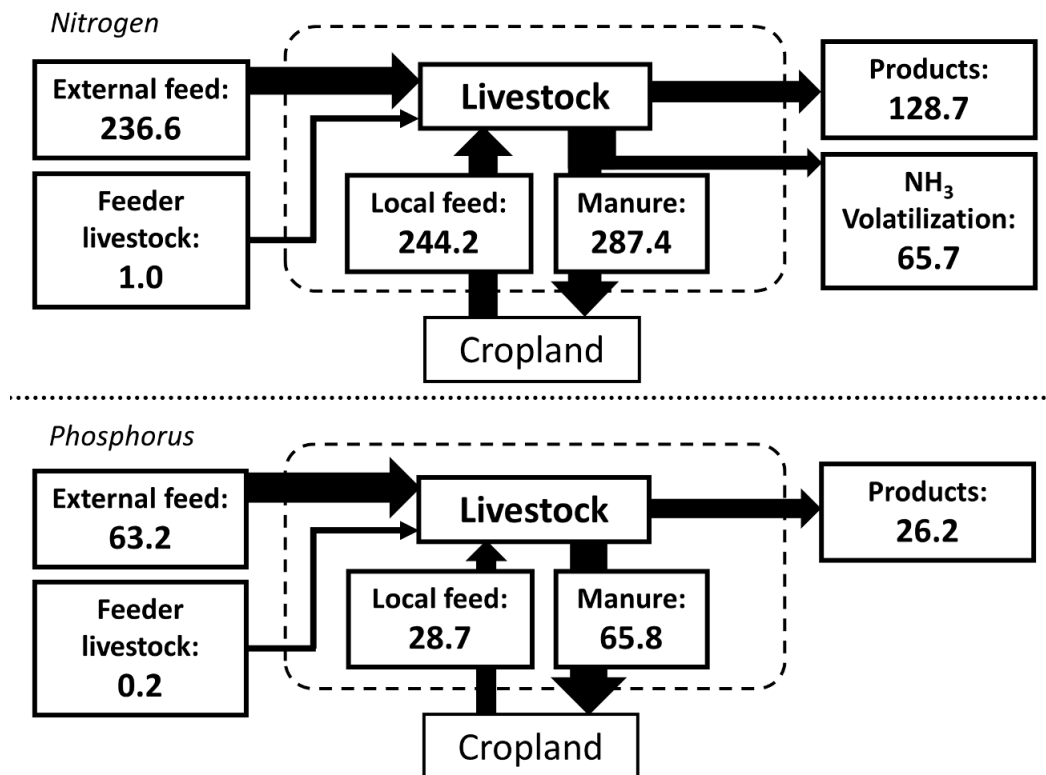 Nitrogen
External feed:
236.6
Feeder
livestock:
1.0
Livestock
Local feed:
244.2
Manure:
287.4
Products:
128.7
NH₃
Volatilization:
65.7
Cropland
Phosphorus
External feed:
63.2
Feeder
livestock:
0.2
Livestock
Local feed:
28.7
Manure:
65.8
Products:
26.2
Cropland